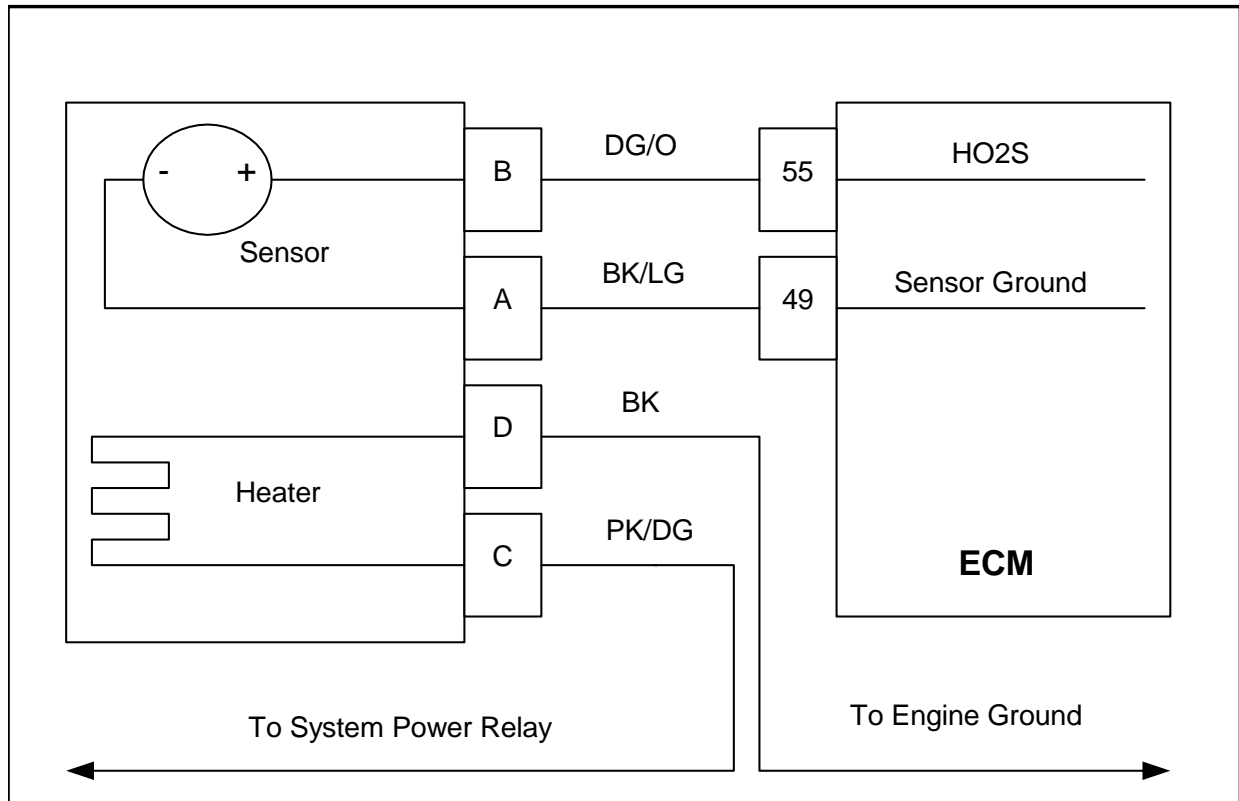 - +
Sensor
B
DG/O
55
HO2S
A
BK/LG
49
Sensor Ground
D
BK
Heater
C
PK/DG
ECM
To System Power Relay
To Engine Ground